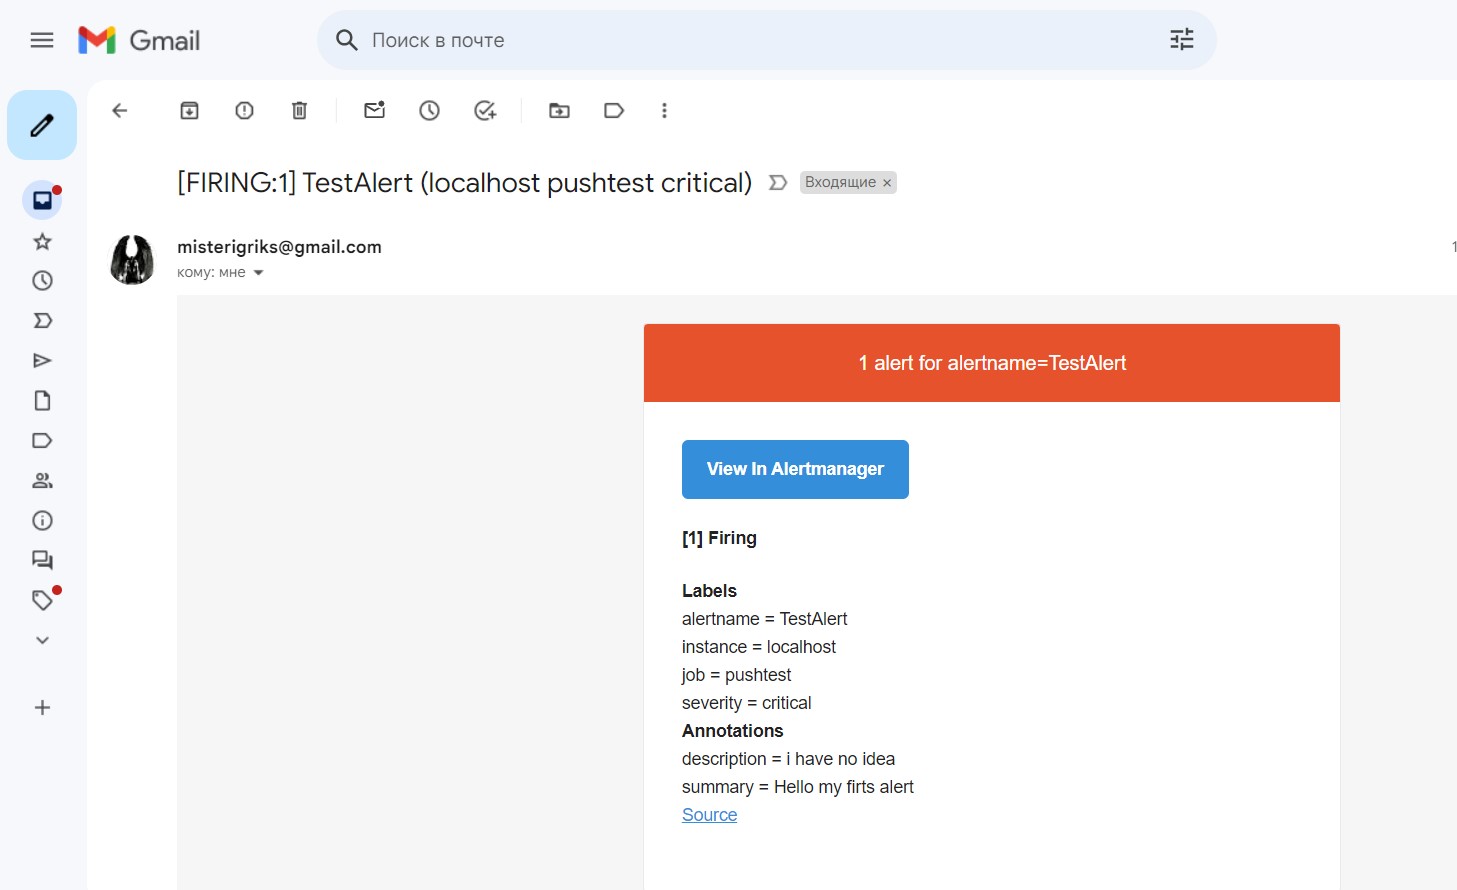 Gmail
Поиск в почте
[FIRING:1] TestAlert (localhost pushtest critical)
Входящие ×
misterigriks@gmail.com
1
кому: мне
1 alert for alertname=TestAlert
View In Alertmanager
[1] Firing
Labels
alertname = TestAlert
instance = localhost
job = pushtest
severity = critical
Annotations
description = i have no idea
summary = Hello my firts alert
Source